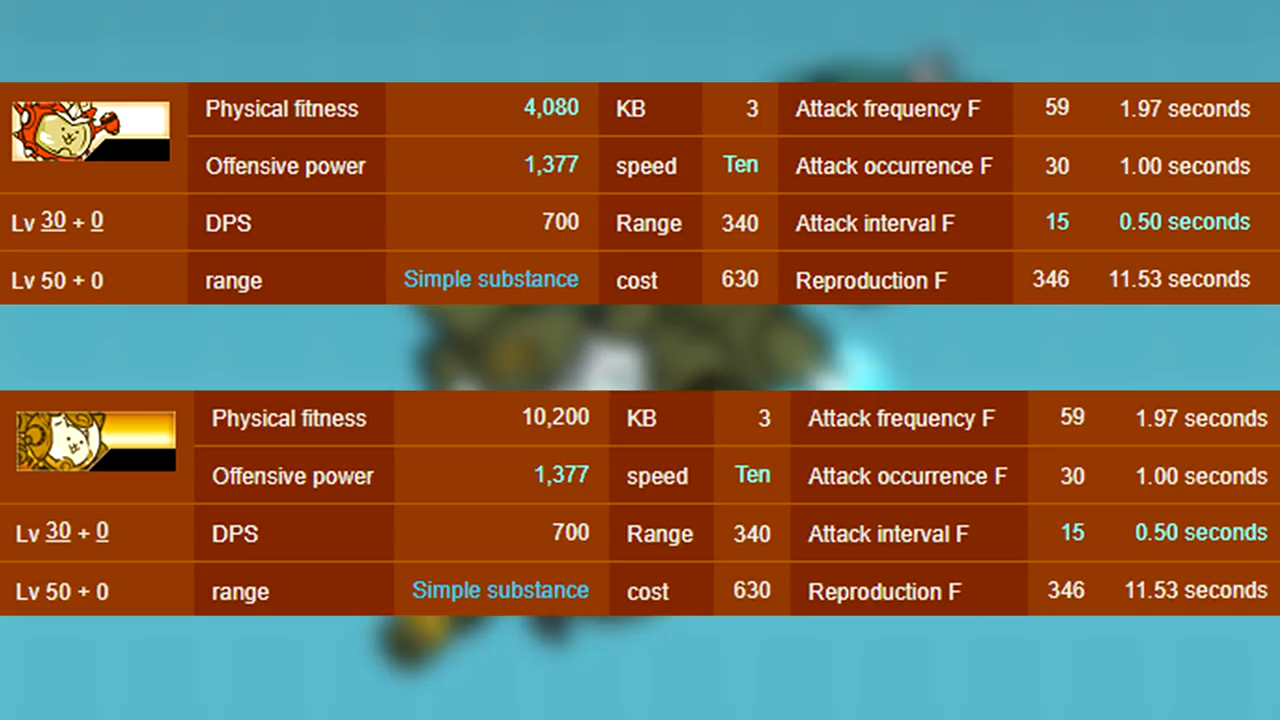 Physical fitness 4,080 KB 3 Attack frequency F 59 1.97 seconds
Offensive power 1,377 speed Ten Attack occurrence F 30 1.00 seconds
Lv 30 + 0 DPS 700 Range 340 Attack interval F 15 0.50 seconds
Lv 50 + 0 range Simple substance cost 630 Reproduction F 346 11.53 seconds
Physical fitness 10,200 KB 3 Attack frequency F 59 1.97 seconds
Offensive power 1,377 speed Ten Attack occurrence F 30 1.00 seconds
Lv 30 + 0 DPS 700 Range 340 Attack interval F 15 0.50 seconds
Lv 50 + 0 range Simple substance cost 630 Reproduction F 346 11.53 seconds